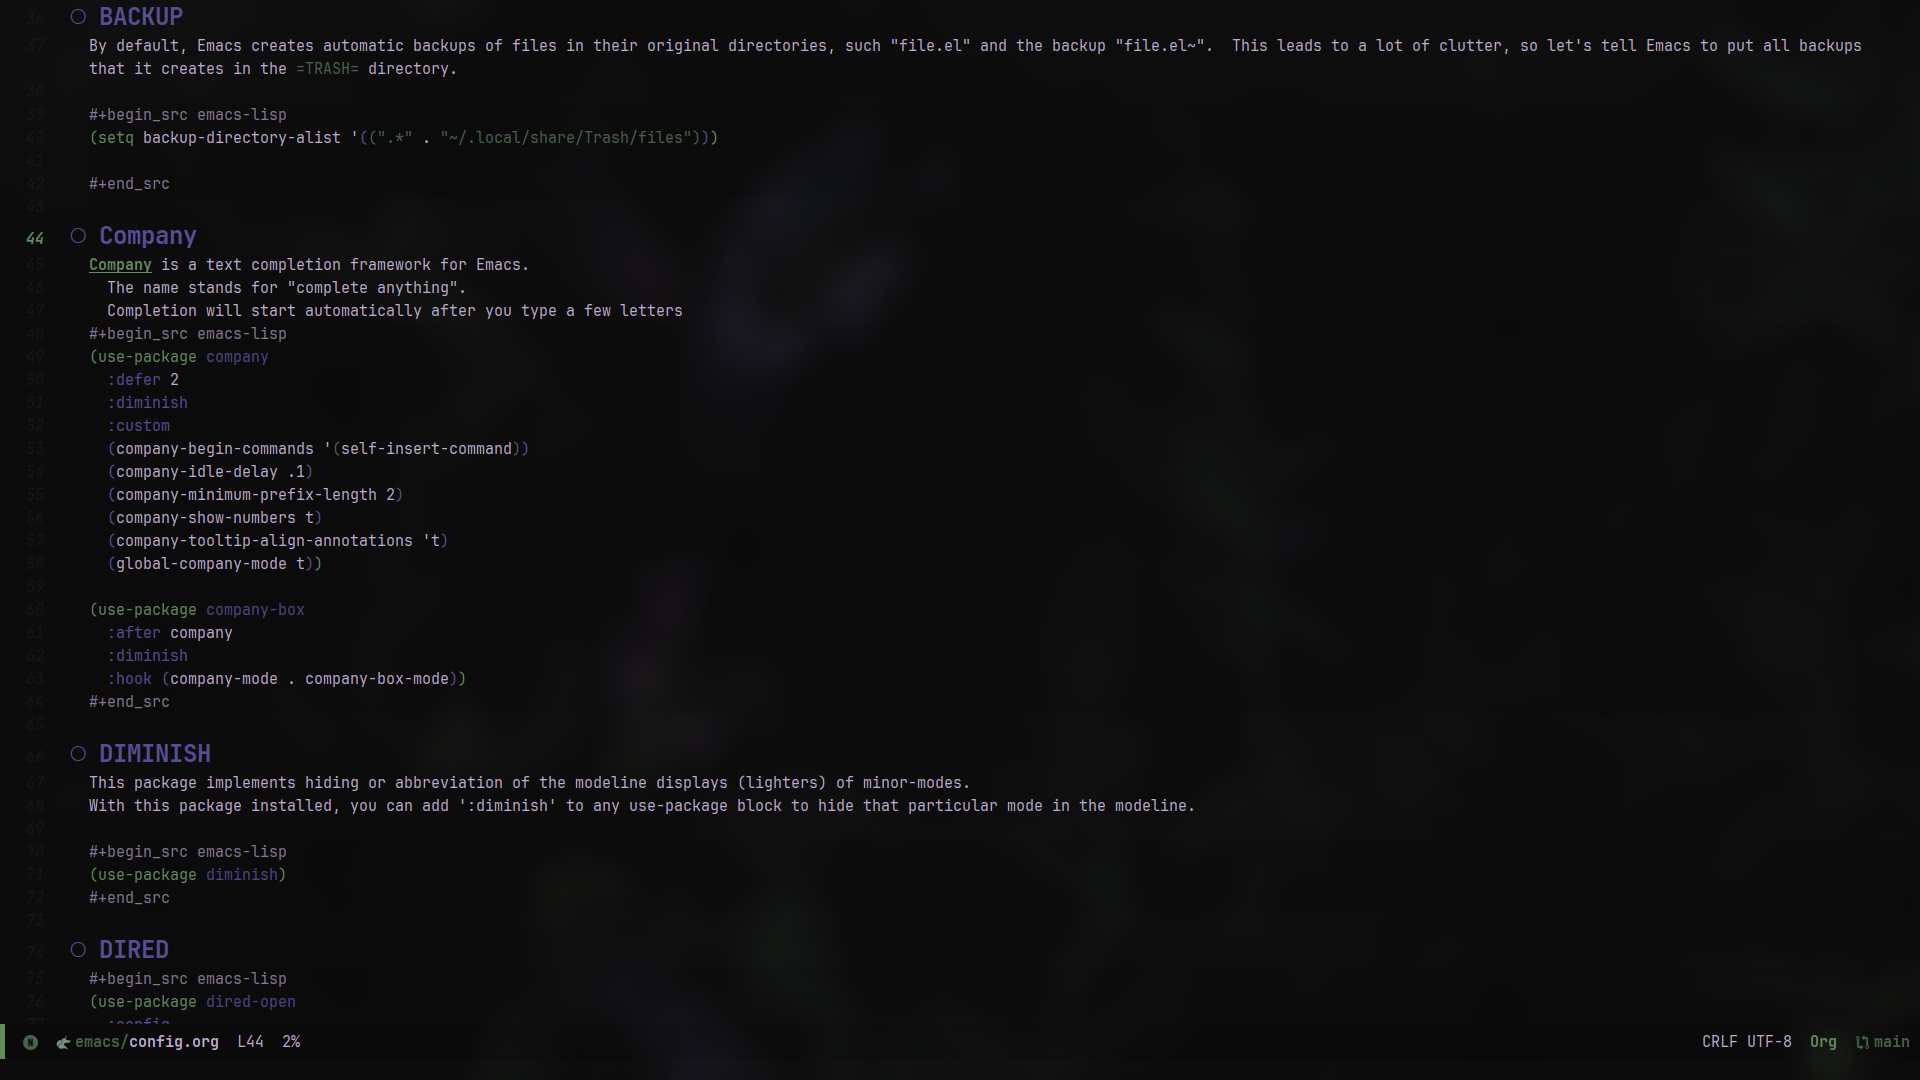 36 ○ BACKUP
37 By default, Emacs creates automatic backups of files in their original directories, such "file.el" and the backup "file.el~".  This leads to a lot of clutter, so let's tell Emacs to put all backups
that it creates in the =TRASH= directory.
38
39 #+begin_src emacs-lisp
40 (setq backup-directory-alist '((".*" . "~/.local/share/Trash/files")))
41
42 #+end_src
43
44 ○ Company
45 Company is a text completion framework for Emacs.
46   The name stands for "complete anything".
47   Completion will start automatically after you type a few letters
48 #+begin_src emacs-lisp
49 (use-package company
50   :defer 2
51   :diminish
52   :custom
53   (company-begin-commands '(self-insert-command))
54   (company-idle-delay .1)
55   (company-minimum-prefix-length 2)
56   (company-show-numbers t)
57   (company-tooltip-align-annotations 't)
58   (global-company-mode t))
59
60 (use-package company-box
61   :after company
62   :diminish
63   :hook (company-mode . company-box-mode))
64 #+end_src
65
66 ○ DIMINISH
67 This package implements hiding or abbreviation of the modeline displays (lighters) of minor-modes.
68 With this package installed, you can add ':diminish' to any use-package block to hide that particular mode in the modeline.
69
70 #+begin_src emacs-lisp
71 (use-package diminish)
72 #+end_src
73
74 ○ DIRED
75 #+begin_src emacs-lisp
76 (use-package dired-open
77   :config
N emacs/config.org L44 2% CRLF UTF-8 Org main